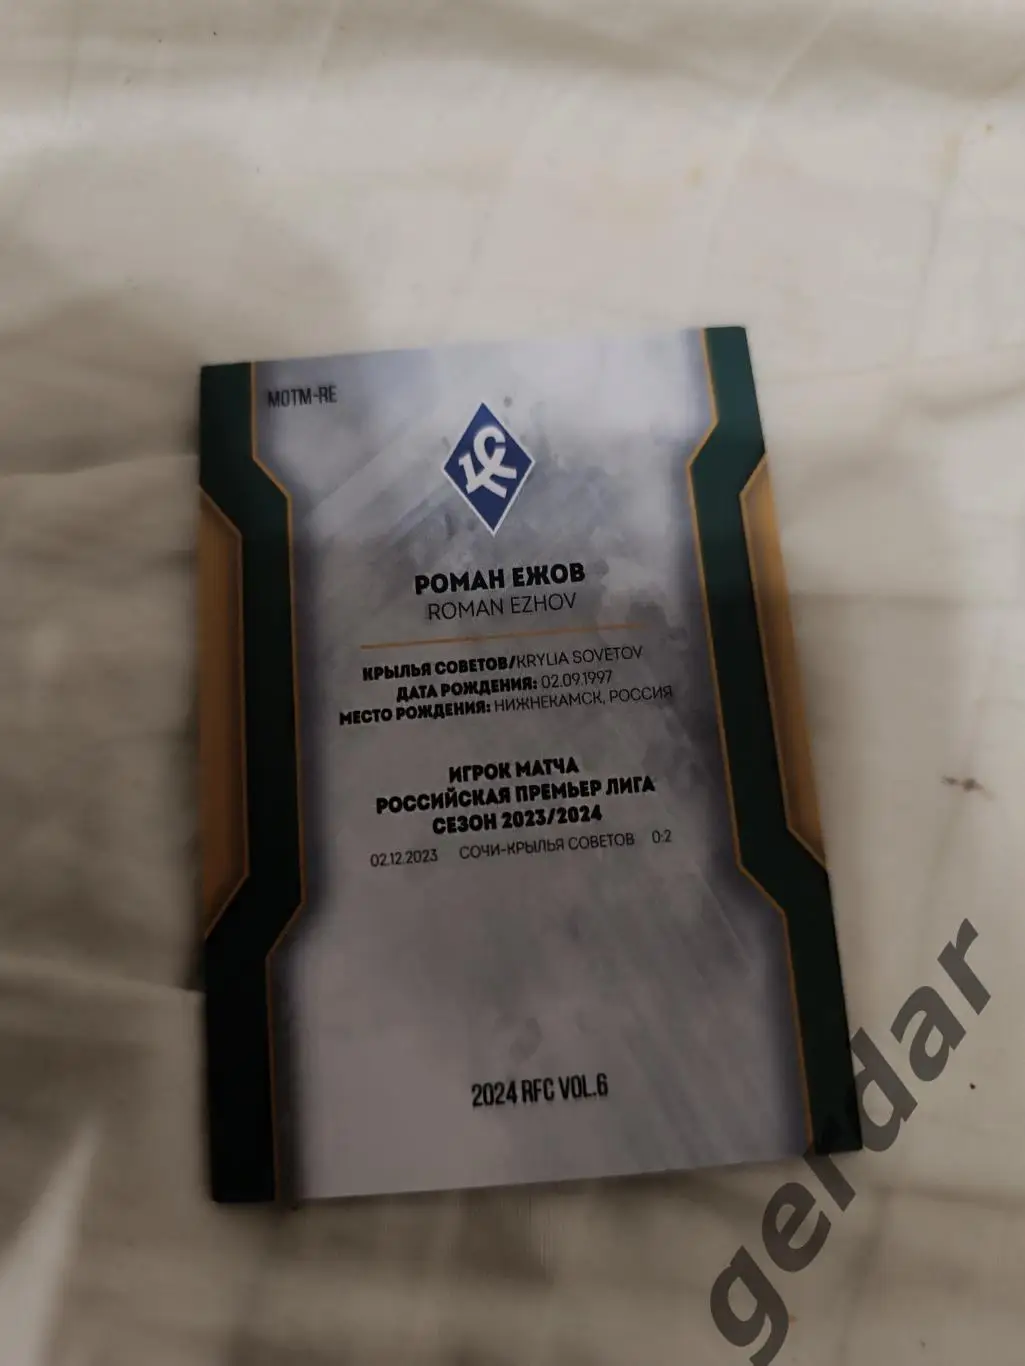 MOTM-RE
РОМАН ЕЖОВ
ROMAN EZHOV
КРЫЛЬЯ СОВЕТОВ/KRYLIA SOVETOV
ДАТА РОЖДЕНИЯ: 02.09.1997
МЕСТО РОЖДЕНИЯ: НИЖНЕКАМСК, РОССИЯ
ИГРОК МАТЧА
РОССИЙСКАЯ ПРЕМЬЕР ЛИГА
СЕЗОН 2023/2024
02.12.2023 СОЧИ-КРЫЛЬЯ СОВЕТОВ 0:2
2024 RFC VOL.6
gerdar